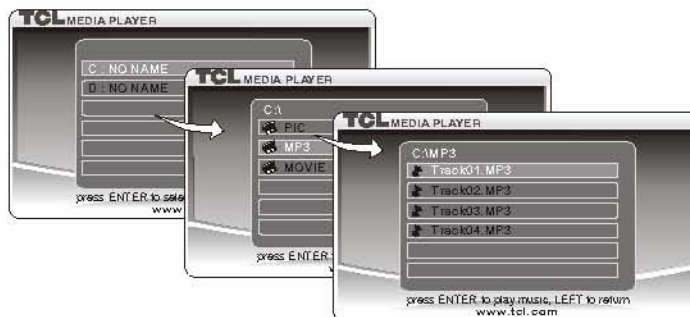 TCL MEDIA PLAYER
C : NO NAME
D : NO NAME
press ENTER to sele
www
TCL MEDIA PLAYER
C:\
PIC
MP3
MOVIE
press ENTER
TCL MEDIA PLAYER
C:\MP3
Track01.MP3
Track02.MP3
Track03.MP3
Track04.MP3
press ENTER to play music, LEFT to return
www.tcl.com